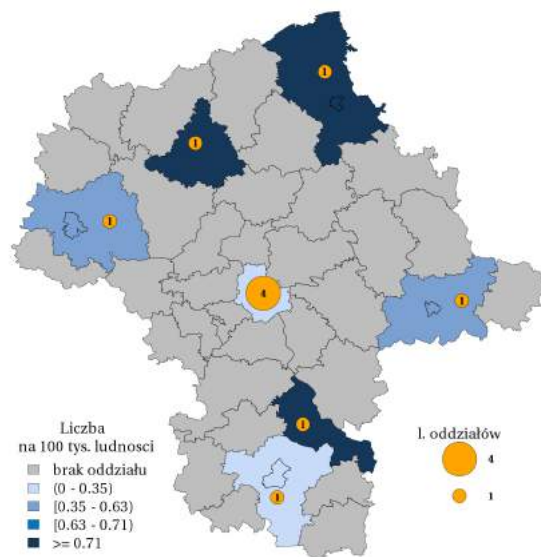 1
1
1
4
1
1
1
Liczba
na 100 tys. ludnosci
brak oddziału
(0 - 0.35)
[0.35 - 0.63)
[0.63 - 0.71)
>= 0.71
l. oddziałów
4
1